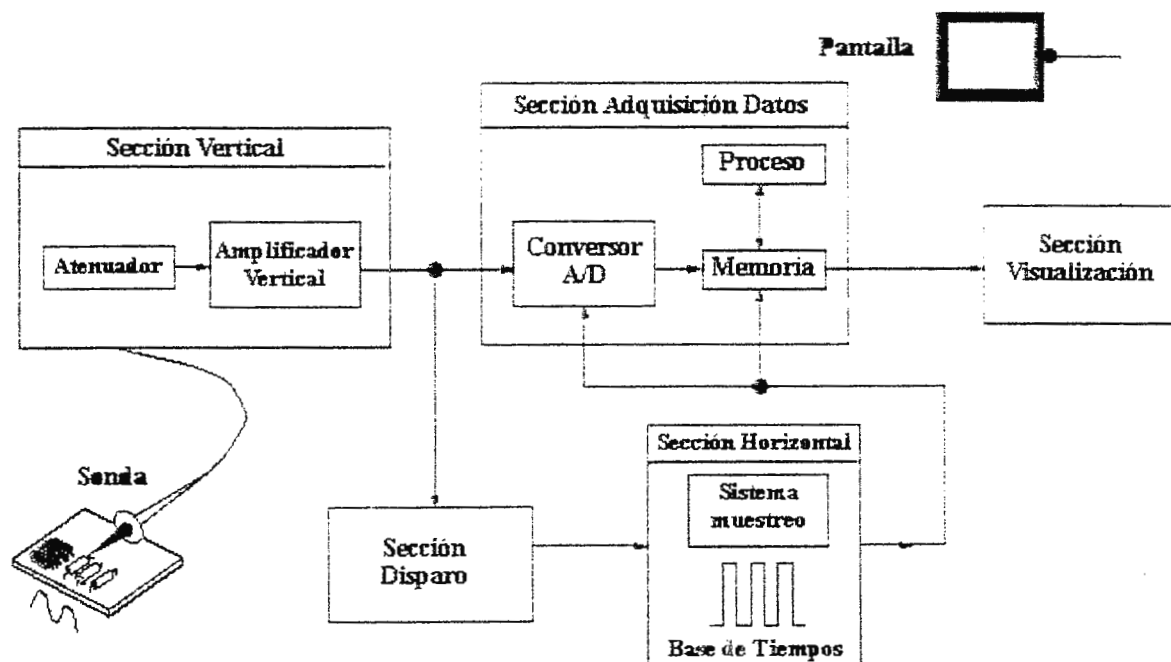 Pantalla
Sección Adquisición Datos
Sección Vertical
Proceso
Atenuador
Amplificador
Vertical
Conversor
A/D
Memoria
Sección
Visualización
Sonda
Sección Horizontal
Sistema
muestreo
Sección
Disparo
Base de Tiempos